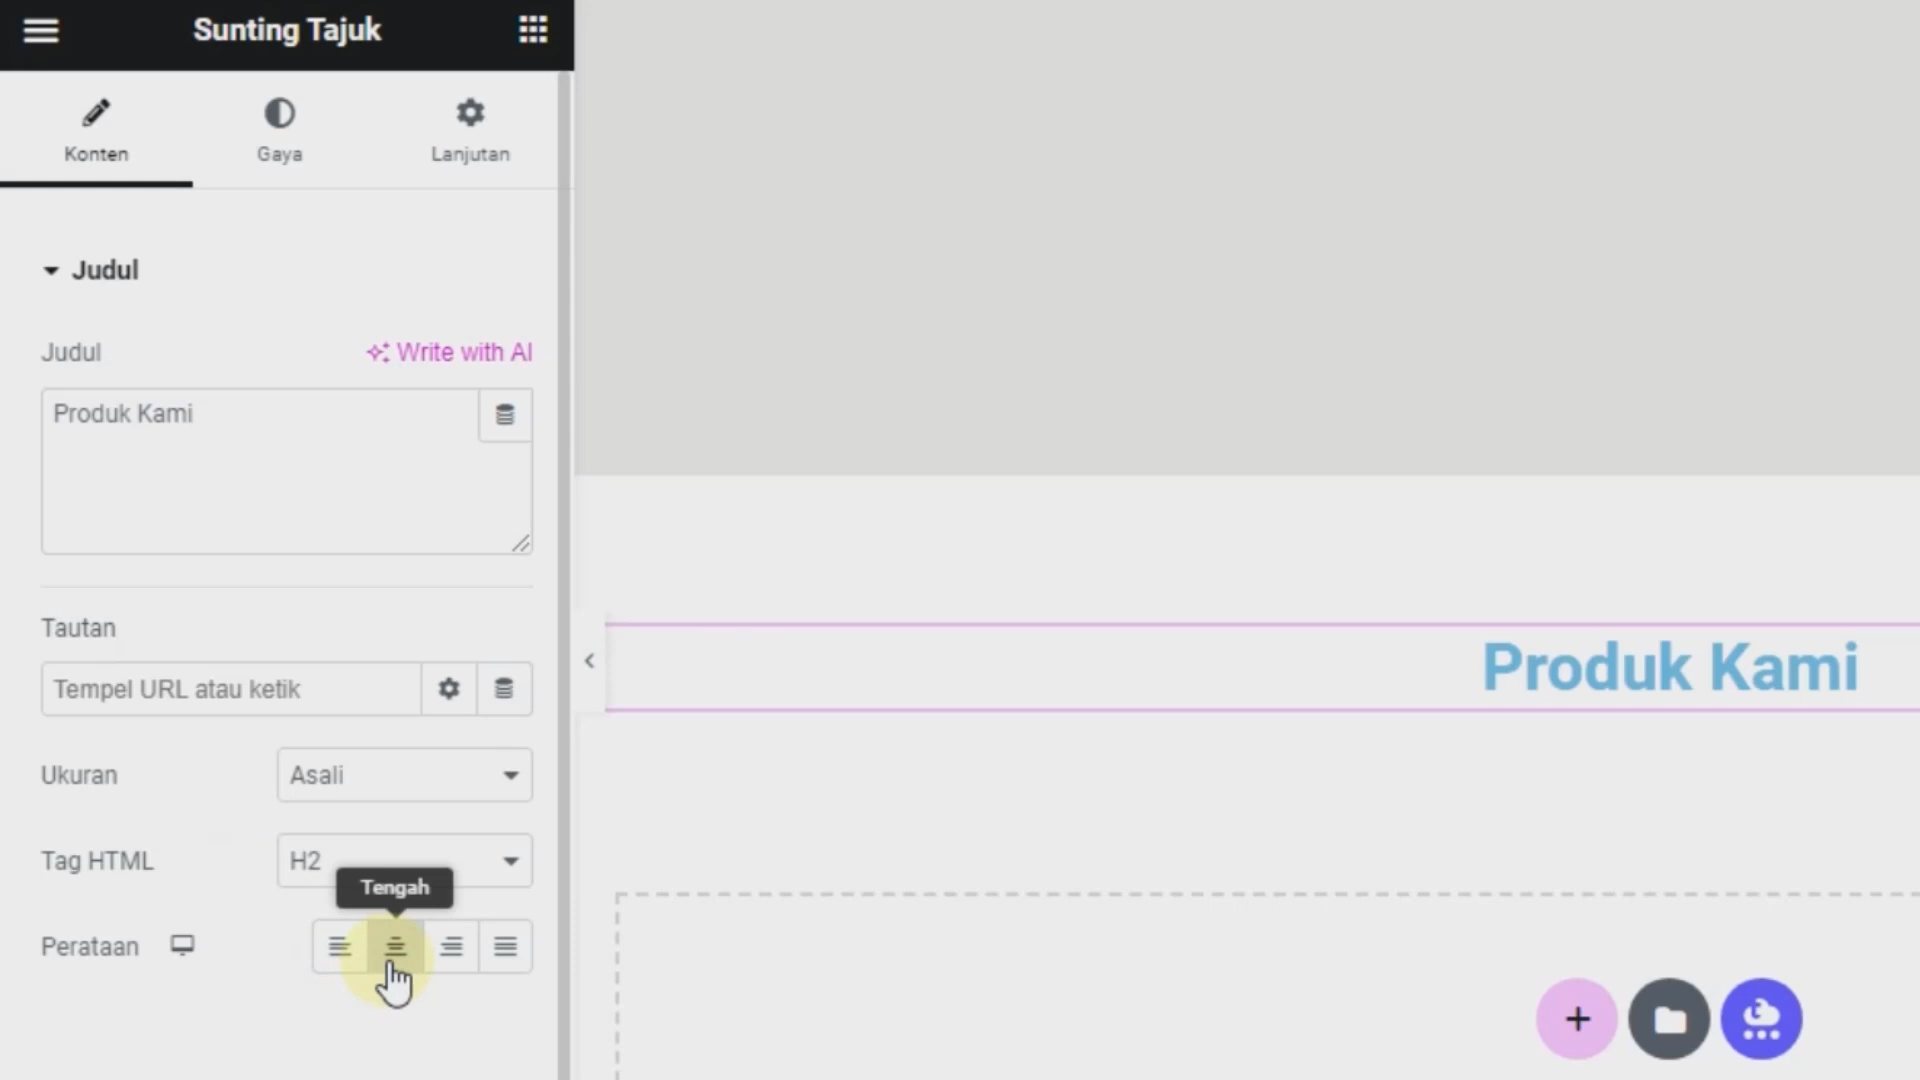 Sunting Tajuk
Konten
Gaya
Lanjutan
Judul
Judul
Write with AI
Produk Kami
Tautan
Tempel URL atau ketik
Produk Kami
Ukuran
Asali
Tag HTML
H2
Tengah
Perataan